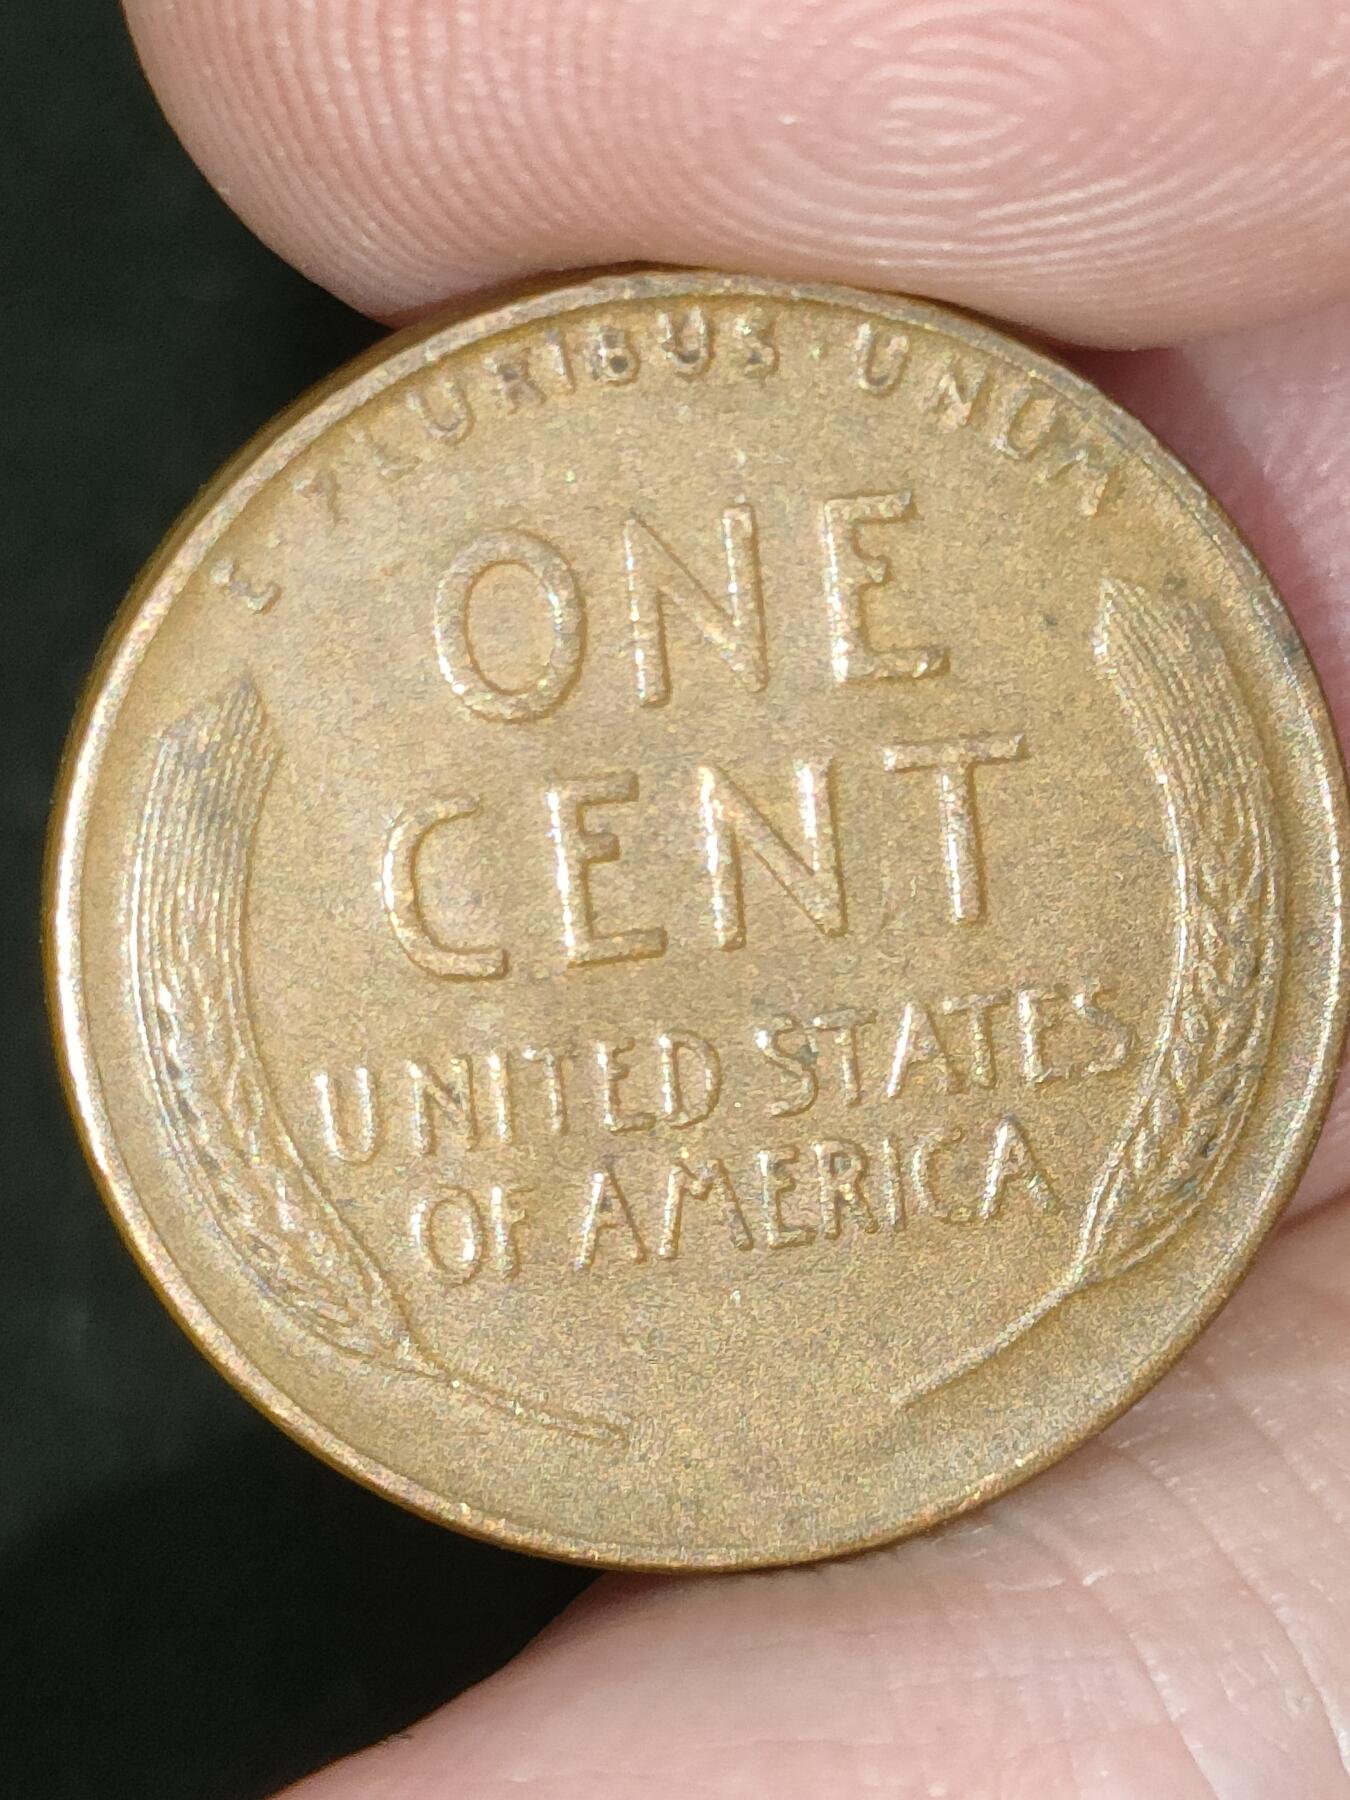 E PLURIBUS · UNUM
ONE
CENT
UNITED STATES
OF AMERICA